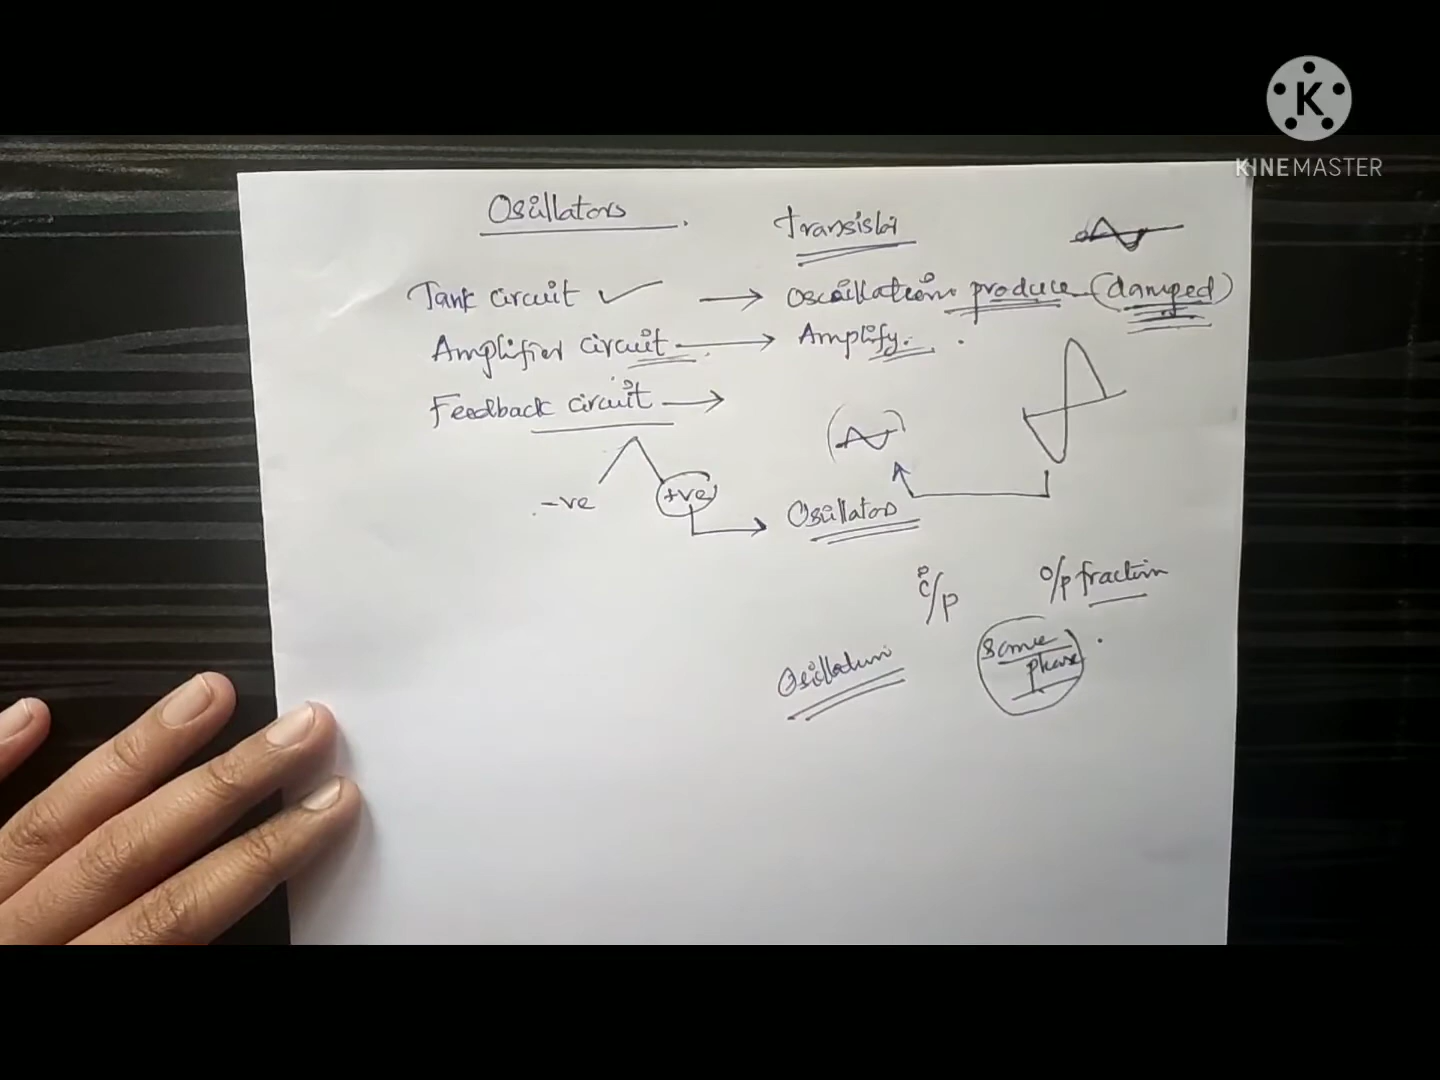 K
KINEMASTER
Oscillators
Transistor
Tank circuit → Oscillation produce (damped)
Amplifier circuit → Amplify.
Feedback circuit →
-ve
+ve
Oscillators
i/p
o/p fraction
same
phase
Oscillations